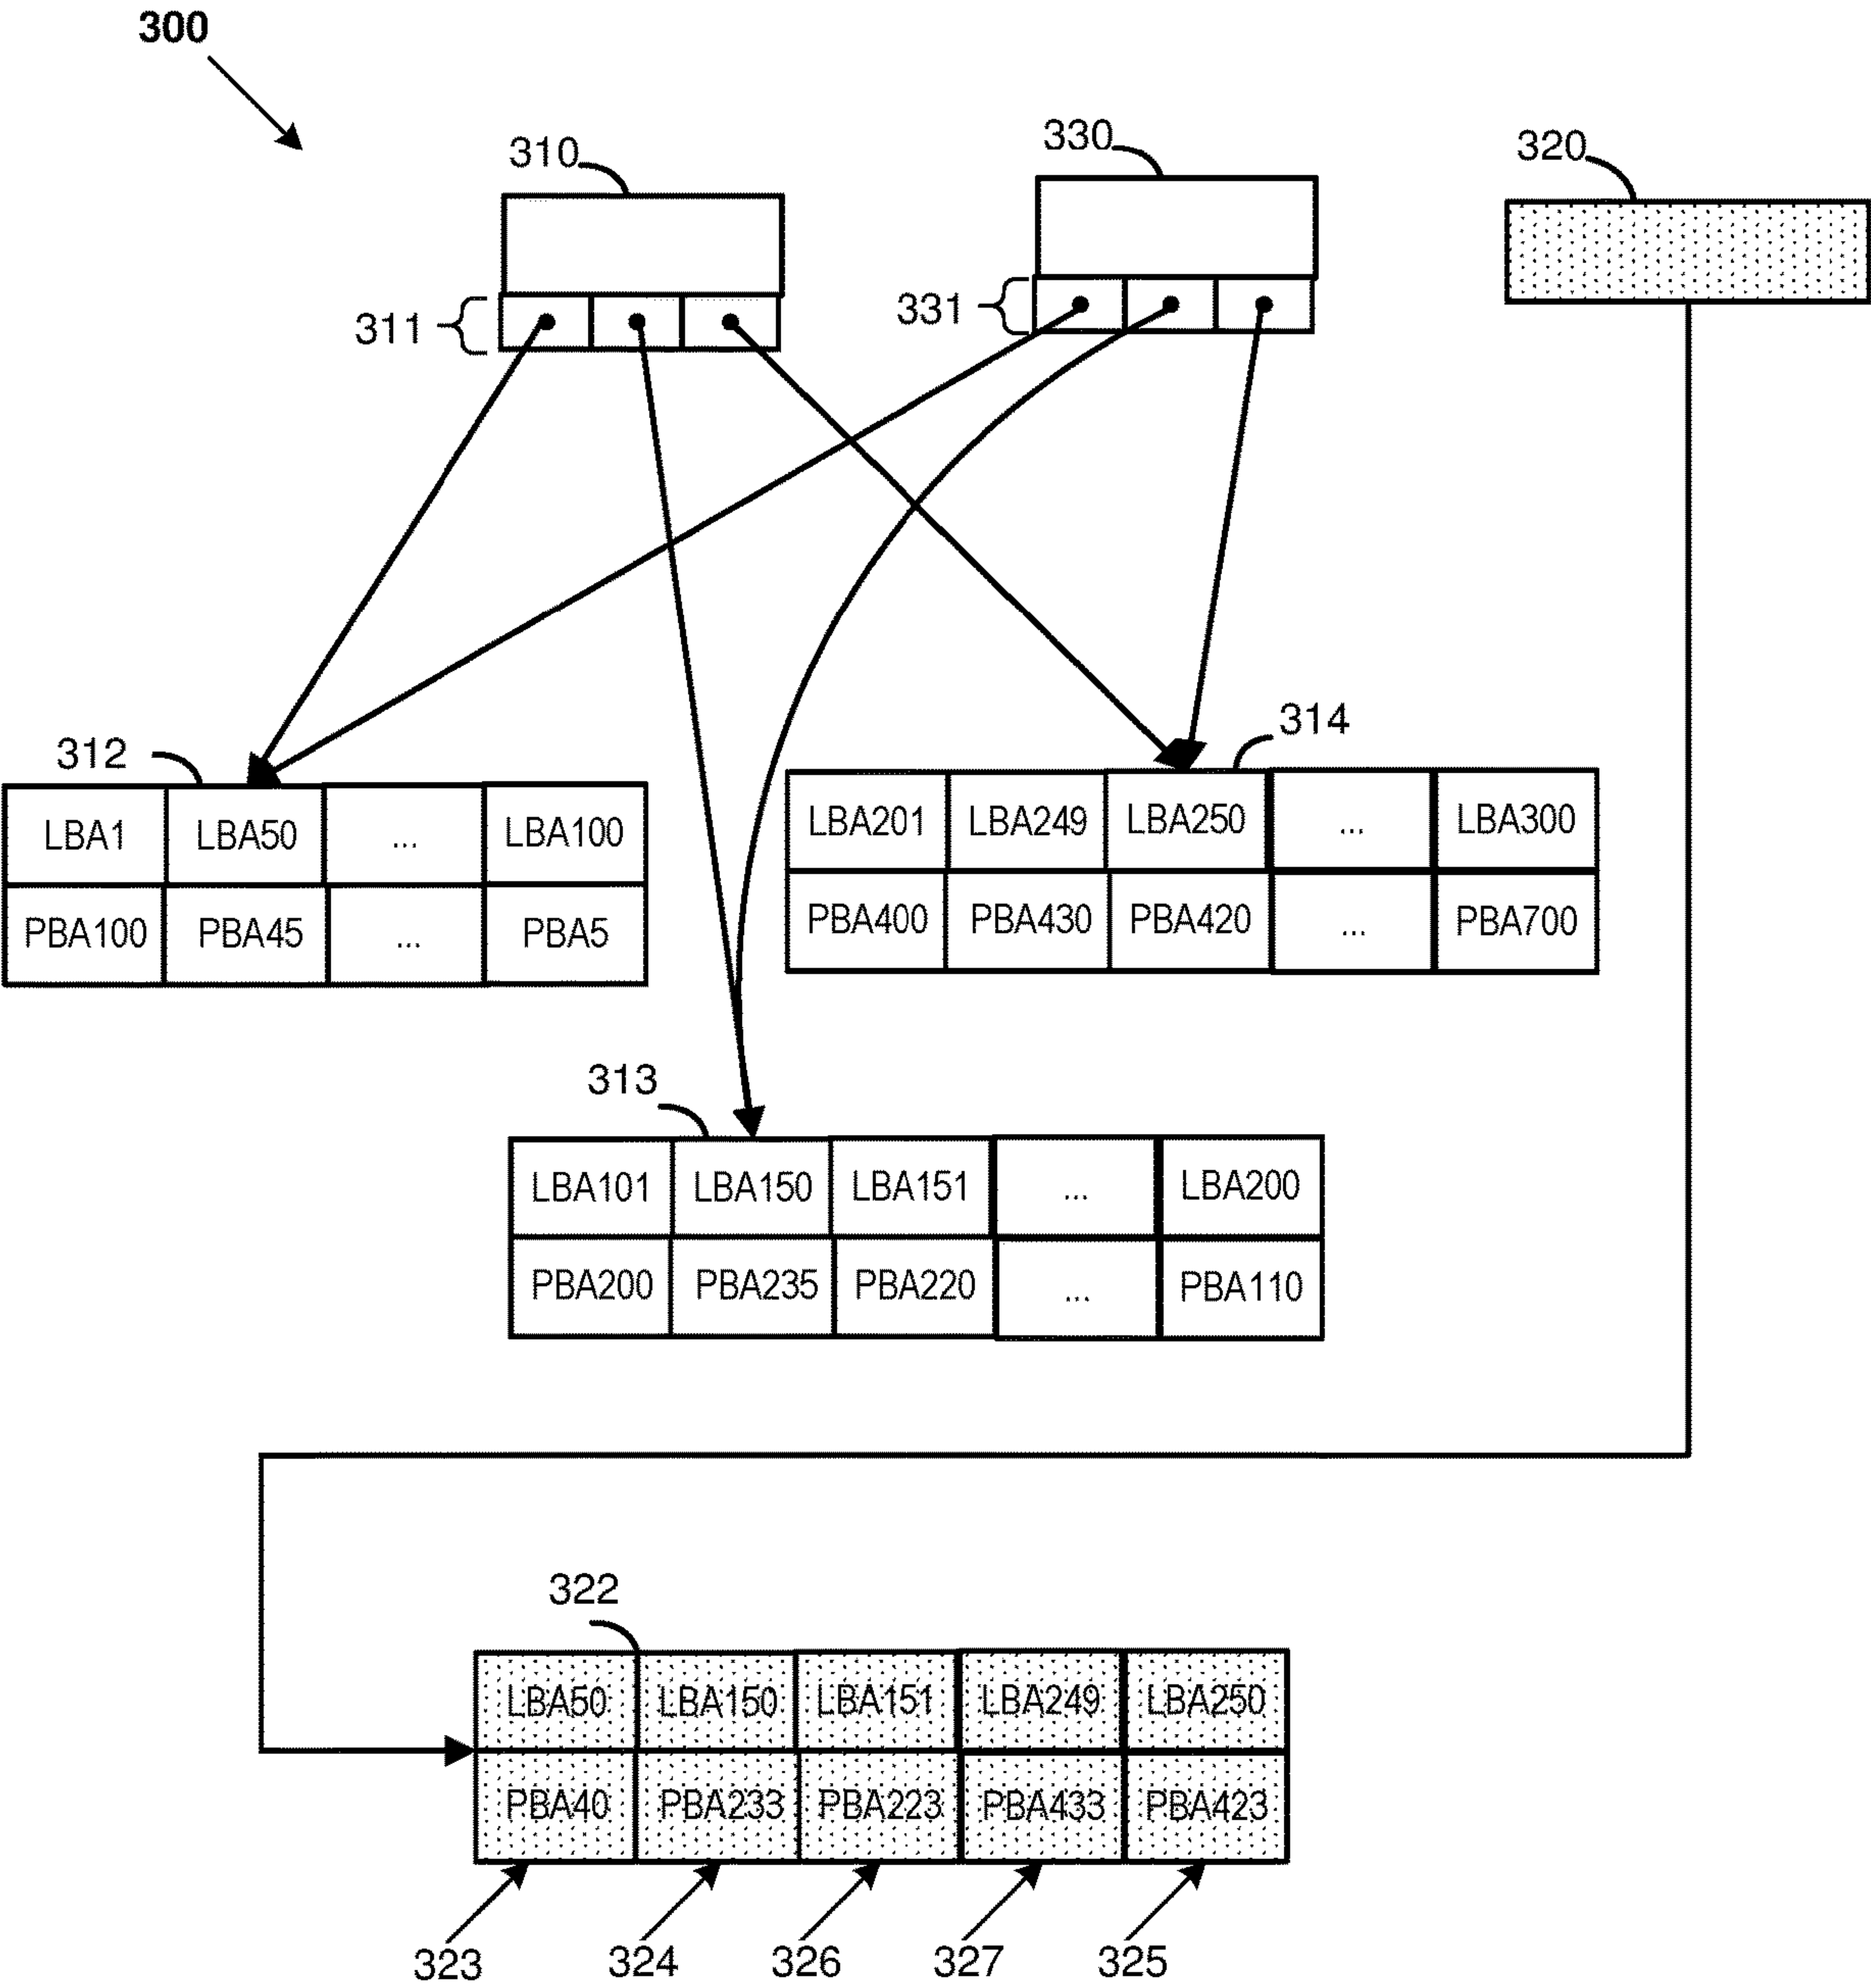 300
310
330
320
311
331
312
314
LBA1 LBA50 ... LBA100
PBA100 PBA45 ... PBA5
LBA201 LBA249 LBA250 ... LBA300
PBA400 PBA430 PBA420 ... PBA700
313
LBA101 LBA150 LBA151 ... LBA200
PBA200 PBA235 PBA220 ... PBA110
322
LBA50 LBA150 LBA151 LBA249 LBA250
PBA40 PBA233 PBA223 PBA433 PBA423
323 324 326 327 325